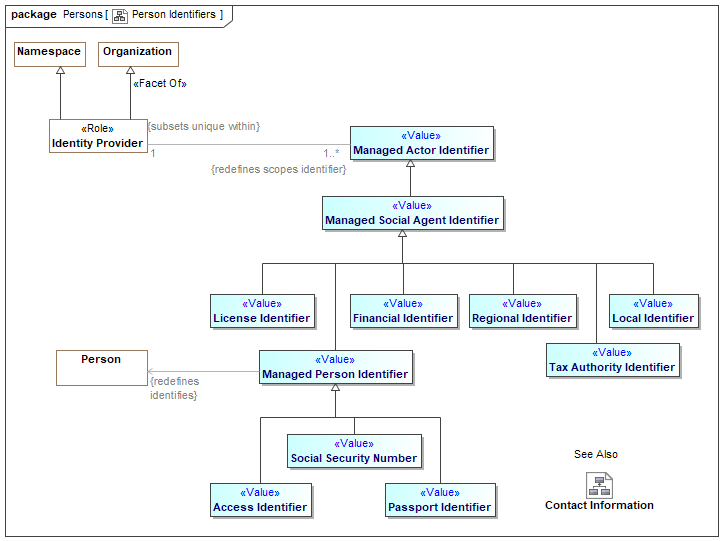 package Persons [ Person Identifiers ]
Namespace
Organization
«Facet Of»
«Role»
Identity Provider
{subsets unique within}
1
1..*
{redefines scopes identifier}
«Value»
Managed Actor Identifier
«Value»
Managed Social Agent Identifier
«Value»
License Identifier
«Value»
Financial Identifier
«Value»
Regional Identifier
«Value»
Local Identifier
«Value»
Tax Authority Identifier
Person
{redefines
identifies}
«Value»
Managed Person Identifier
«Value»
Social Security Number
«Value»
Access Identifier
«Value»
Passport Identifier
See Also
Contact Information